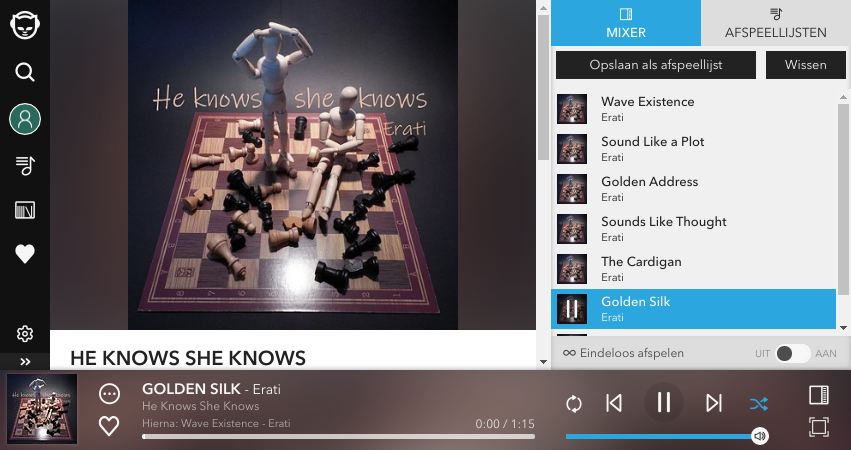 He knows she knows
Erati
HE KNOWS SHE KNOWS
MIXER
AFSPEELLIJSTEN
Opslaan als afspeellijst
Wissen
Wave Existence
Erati
Sound Like a Plot
Erati
Golden Address
Erati
Sounds Like Thought
Erati
The Cardigan
Erati
Golden Silk
Erati
Eindeloos afspelen
UIT
AAN
GOLDEN SILK - Erati
He Knows She Knows
Hierna: Wave Existence - Erati
0:00 / 1:15